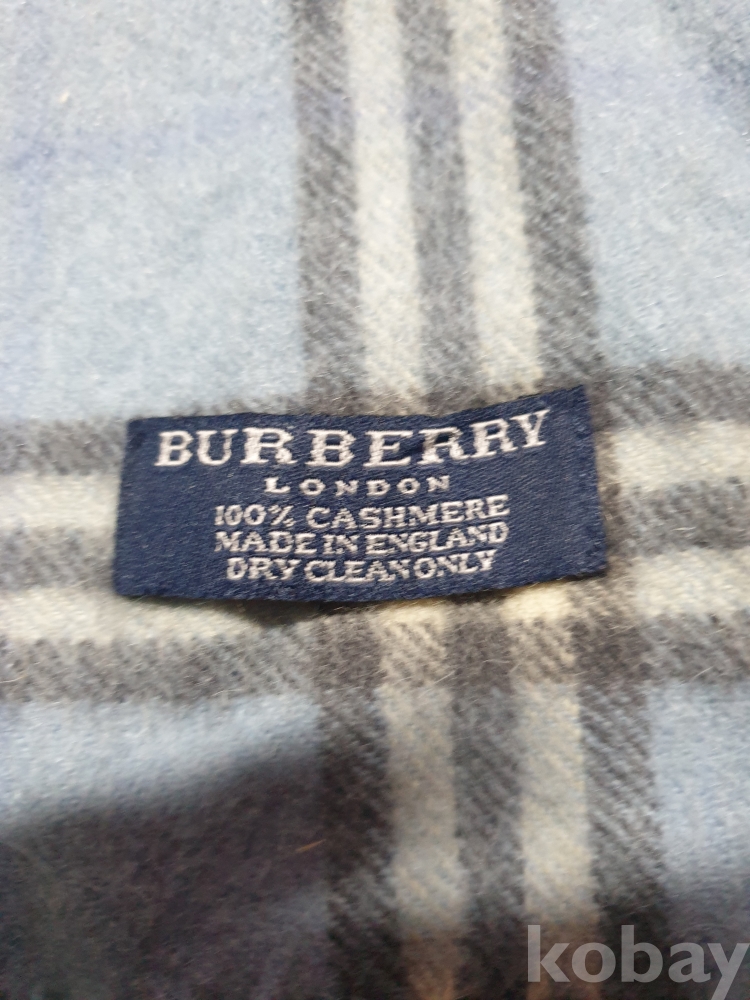 BURBERRY
LONDON
100% CASHMERE
MADE IN ENGLAND
DRY CLEAN ONLY
kobay